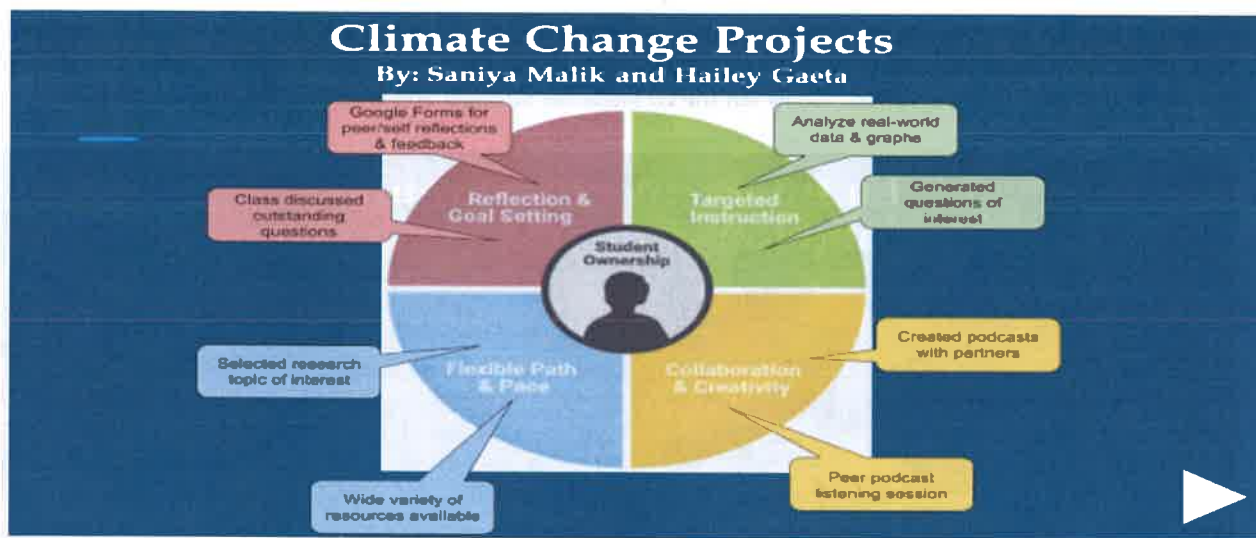 Climate Change Projects
By: Saniya Malik and Hailey Gaeta
Google Forms for
peer/self reflections
& feedback
Class discussed
outstanding
questions
Reflection &
Goal Setting
Targeted
Instruction
Analyze real-world
data & graphs
Generated
questions of
interest
Student
Ownership
Selected research
topic of interest
Wide variety of
resources available
Flexible Path
& Pace
Collaboration
& Creativity
Created podcasts
with partners
Peer podcast
listening session